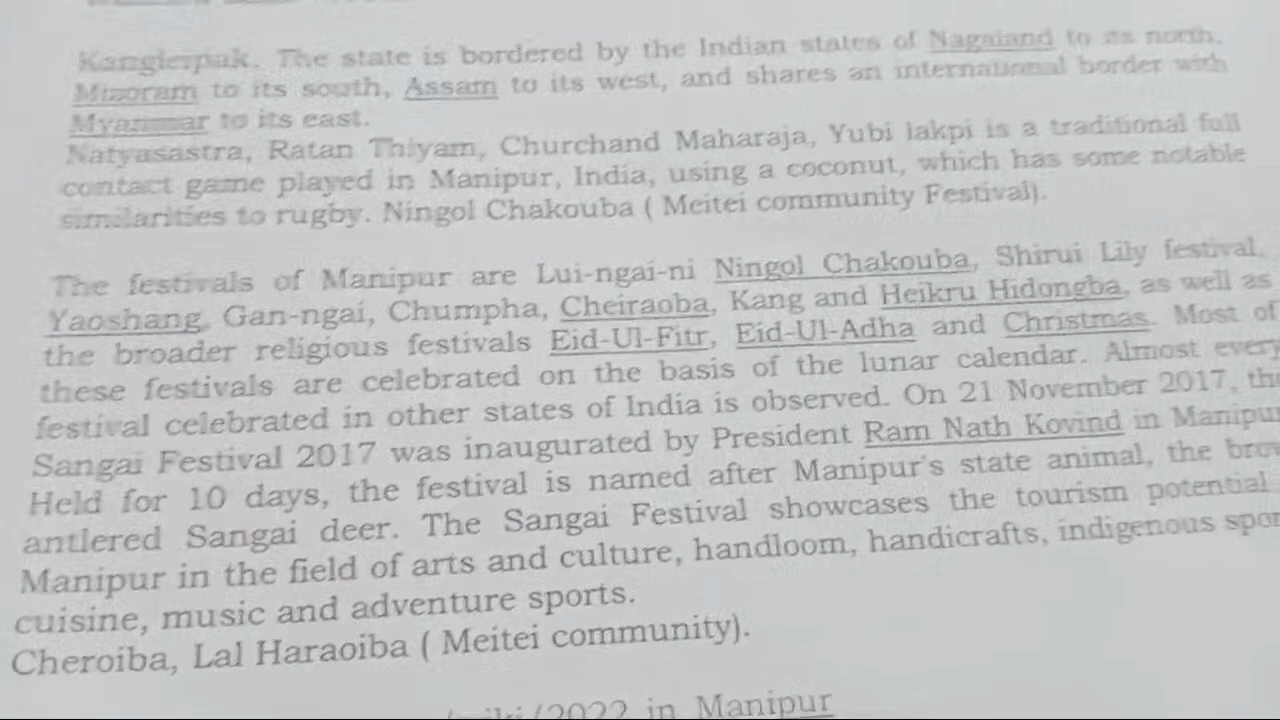 Kangleipak. The state is bordered by the Indian states of Nagaland to its north,
Mizoram to its south, Assam to its west, and shares an international border with
Myanmar to its east.
Natyasastra, Ratan Thiyam, Churchand Maharaja, Yubi lakpi is a traditional full
contact game played in Manipur, India, using a coconut, which has some notable
similarities to rugby. Ningol Chakouba ( Meitei community Festival).
The festivals of Manipur are Lui-ngai-ni Ningol Chakouba, Shirui Lily festival,
Yaoshang, Gan-ngai, Chumpha, Cheiraoba, Kang and Heikru Hidongba, as well as
the broader religious festivals Eid-Ul-Fitr, Eid-Ul-Adha and Christmas. Most of
these festivals are celebrated on the basis of the lunar calendar. Almost every
festival celebrated in other states of India is observed. On 21 November 2017, the
Sangai Festival 2017 was inaugurated by President Ram Nath Kovind in Manipur
Held for 10 days, the festival is named after Manipur's state animal, the brow
antlered Sangai deer. The Sangai Festival showcases the tourism potential
Manipur in the field of arts and culture, handloom, handicrafts, indigenous spor
cuisine, music and adventure sports.
Cheroiba, Lal Haraoiba ( Meitei community).
/2022 in Manipur